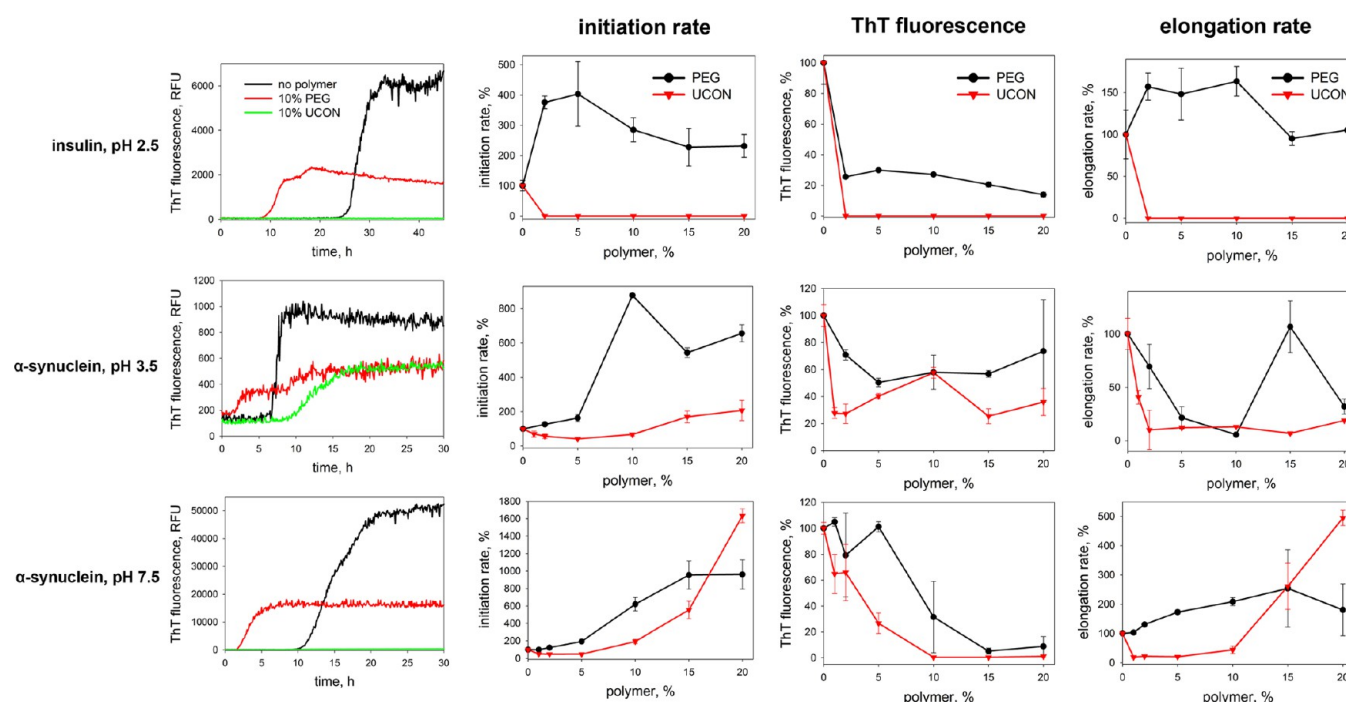 initiation rate
ThT fluorescence
elongation rate
insulin, pH 2.5
ThT fluorescence, RFU
6000
4000
2000
0
no polymer
10% PEG
10% UCON
0 10 20 30 40
time, h
initiation rate, %
500
400
300
200
100
0
PEG
UCON
0 5 10 15 20
polymer, %
ThT fluorescence, %
100
80
60
40
20
0
PEG
UCON
0 5 10 15 20
polymer, %
elongation rate, %
150
100
50
0
PEG
UCON
0 5 10 15 20
polymer, %
α-synuclein, pH 3.5
ThT fluorescence, RFU
1200
1000
800
600
400
200
0
0 5 10 15 20 25 30
time, h
initiation rate, %
800
600
400
200
0
0 5 10 15 20
polymer, %
ThT fluorescence, %
120
100
80
60
40
20
0
0 5 10 15 20
polymer, %
elongation rate, %
100
50
0
0 5 10 15 20
polymer, %
α-synuclein, pH 7.5
ThT fluorescence, RFU
50000
40000
30000
20000
10000
0
0 5 10 15 20 25 30
time, h
initiation rate, %
1800
1600
1400
1200
1000
800
600
400
200
0
0 5 10 15 20
polymer, %
ThT fluorescence, %
120
100
80
60
40
20
0
0 5 10 15 20
polymer, %
elongation rate, %
500
400
300
200
100
0
0 5 10 15 20
polymer, %